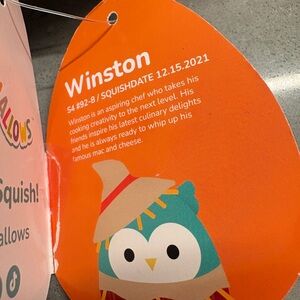 Winston
S4 #92-8 / SQUISHDATE 12.15.2021
Winston is an aspiring chef who takes his
cooking creativity to the next level. His
friends inspire his latest culinary delights
and he is always ready to whip up his
famous mac and cheese.
ALLOWS
quish!
allows